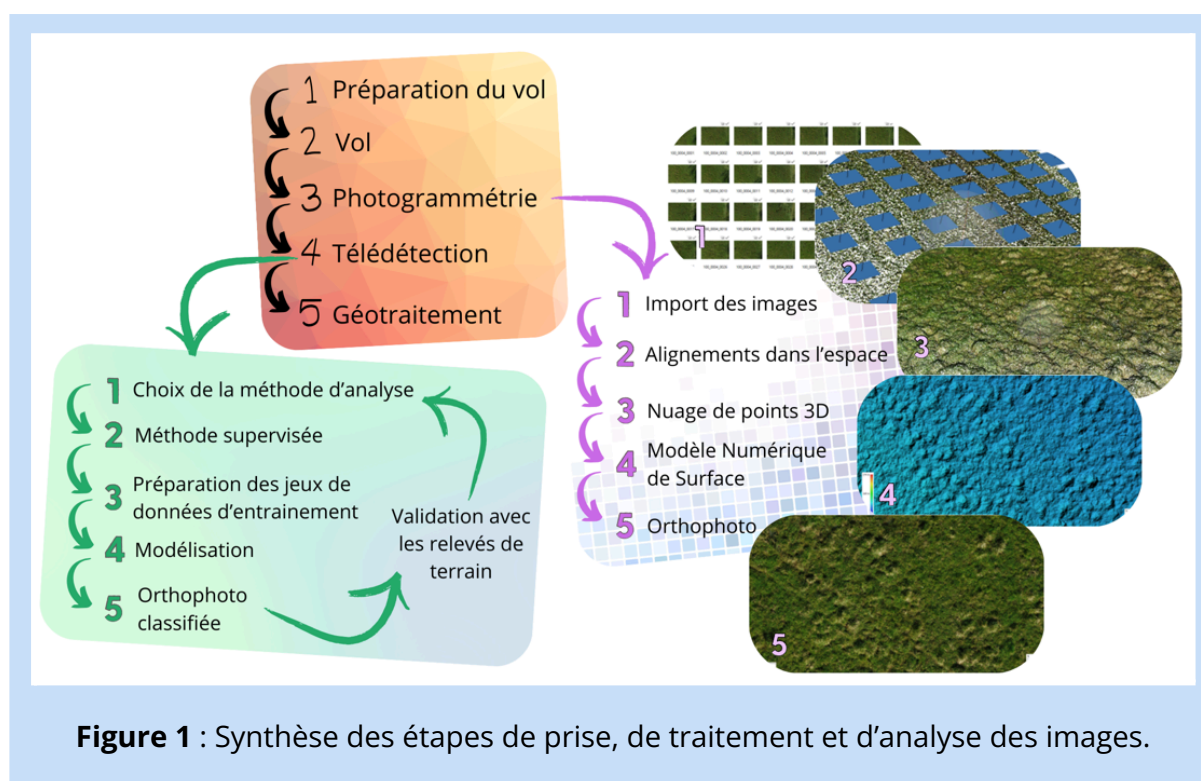 1 Préparation du vol
2 Vol
3 Photogrammétrie
4 Télédétection
5 Géotraitement
1
2
3
4
5
1 Import des images
2 Alignements dans l’espace
3 Nuage de points 3D
4 Modèle Numérique
de Surface
5 Orthophoto
1 Choix de la méthode d’analyse
2 Méthode supervisée
3 Préparation des jeux de
données d’entrainement
4 Modélisation
5 Orthophoto
classifiée
Validation avec
les relevés de
terrain
Figure 1 : Synthèse des étapes de prise, de traitement et d’analyse des images.